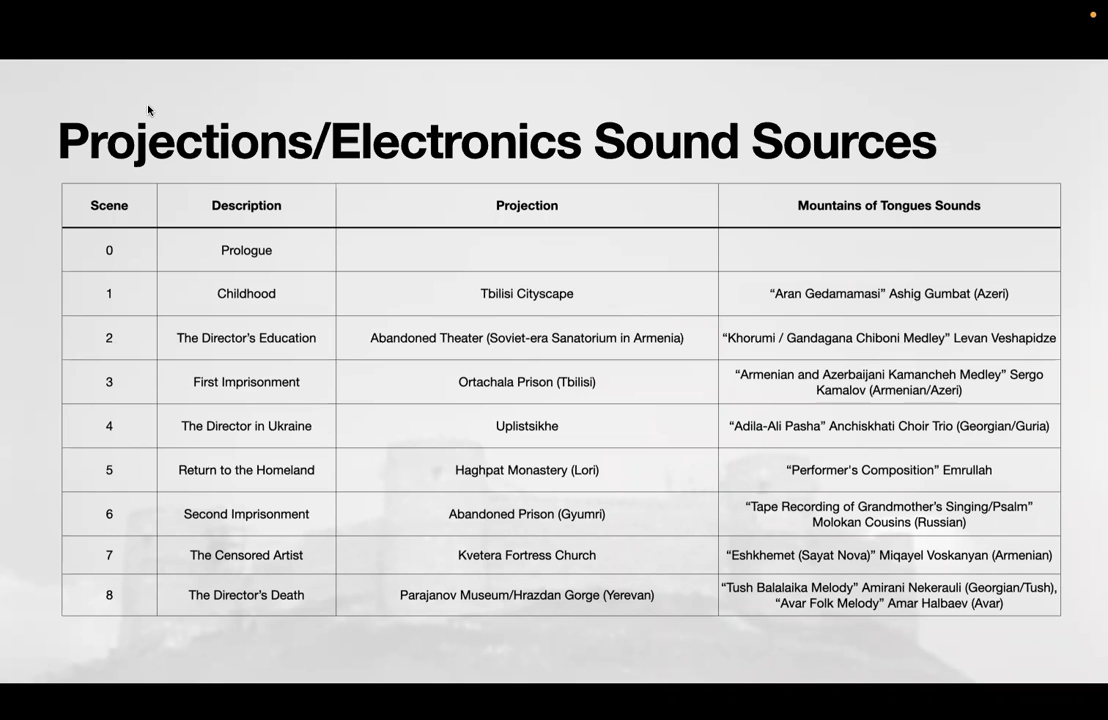 Projections/Electronics Sound Sources
Scene Description Projection Mountains of Tongues Sounds
0 Prologue
1 Childhood Tbilisi Cityscape “Aran Gedamamasi” Ashig Gumbat (Azeri)
2 The Director’s Education Abandoned Theater (Soviet-era Sanatorium in Armenia) “Khorumi / Gandagana Chiboni Medley” Levan Veshapidze
3 First Imprisonment Ortachala Prison (Tbilisi) “Armenian and Azerbaijani Kamancheh Medley” Sergo
Kamalov (Armenian/Azeri)
4 The Director in Ukraine Uplistsikhe “Adila-Ali Pasha” Anchiskhati Choir Trio (Georgian/Guria)
5 Return to the Homeland Haghpat Monastery (Lori) “Performer's Composition” Emrullah
6 Second Imprisonment Abandoned Prison (Gyumri) “Tape Recording of Grandmother’s Singing/Psalm”
Molokan Cousins (Russian)
7 The Censored Artist Kvetera Fortress Church “Eshkhemet (Sayat Nova)” Miqayel Voskanyan (Armenian)
8 The Director’s Death Parajanov Museum/Hrazdan Gorge (Yerevan) “Tush Balalaika Melody” Amirani Nekerauli (Georgian/Tush),
“Avar Folk Melody” Amar Halbaev (Avar)